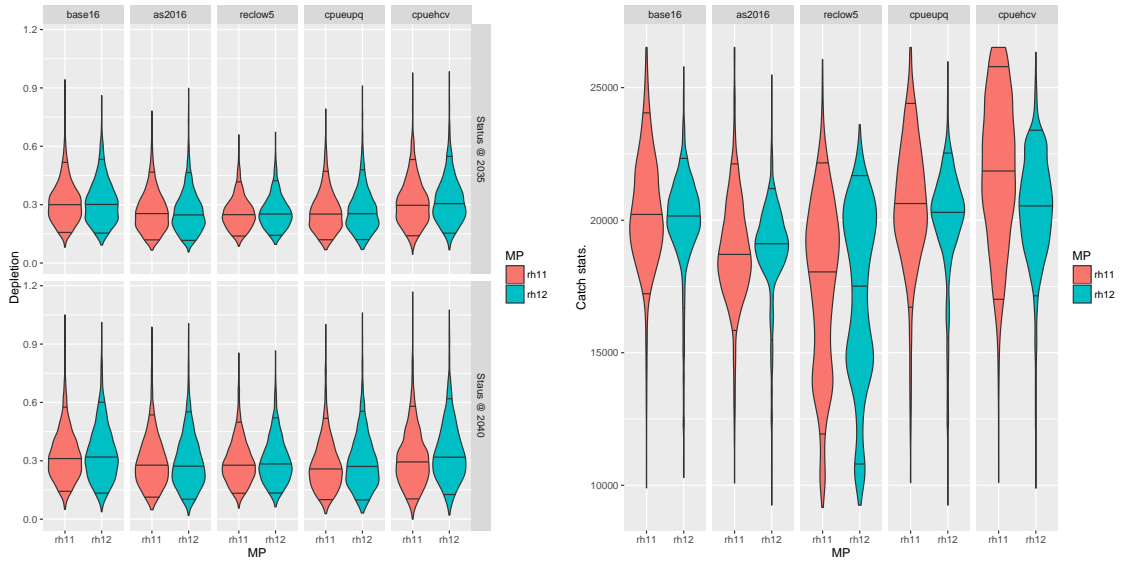 base16 as2016 reclow5 cpueupq cpuehcv
1.2
0.9
0.6
0.3
0.0
Status @ 2035
1.2
0.9
0.6
0.3
0.0
Staus @ 2040
Depletion
rh11 rh12 rh11 rh12 rh11 rh12 rh11 rh12 rh11 rh12
MP
MP
rh11
rh12
base16 as2016 reclow5 cpueupq cpuehcv
25000
20000
15000
10000
Catch stats.
rh11 rh12 rh11 rh12 rh11 rh12 rh11 rh12 rh11 rh12
MP
MP
rh11
rh12